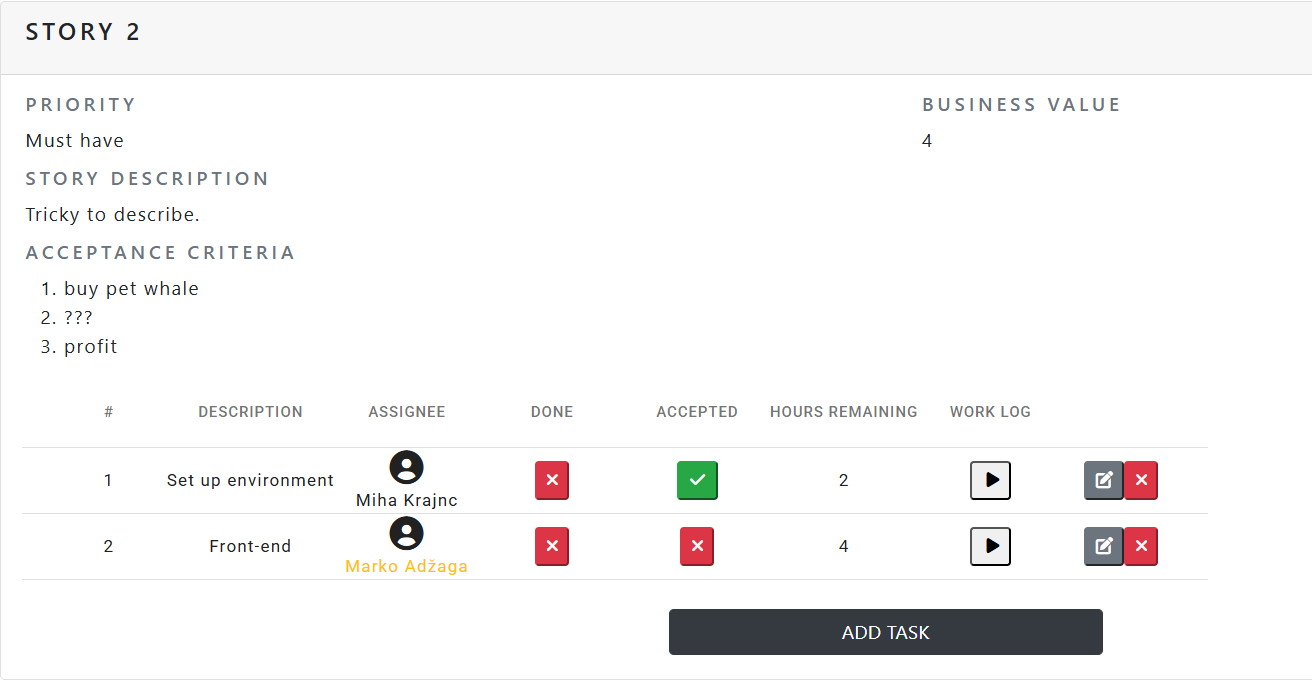 STORY 2
PRIORITY BUSINESS VALUE
Must have 4
STORY DESCRIPTION
Tricky to describe.
ACCEPTANCE CRITERIA
1. buy pet whale
2. ???
3. profit
# DESCRIPTION ASSIGNEE DONE ACCEPTED HOURS REMAINING WORK LOG
1 Set up environment Miha Krajnc 2
2 Front-end Marko Adžaga 4
ADD TASK